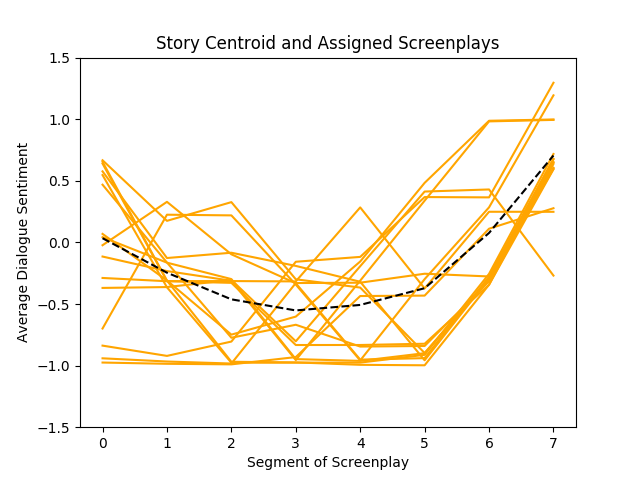 Story Centroid and Assigned Screenplays
1.5
1.0
0.5
0.0
−0.5
−1.0
−1.5
Average Dialogue Sentiment
0 1 2 3 4 5 6 7
Segment of Screenplay